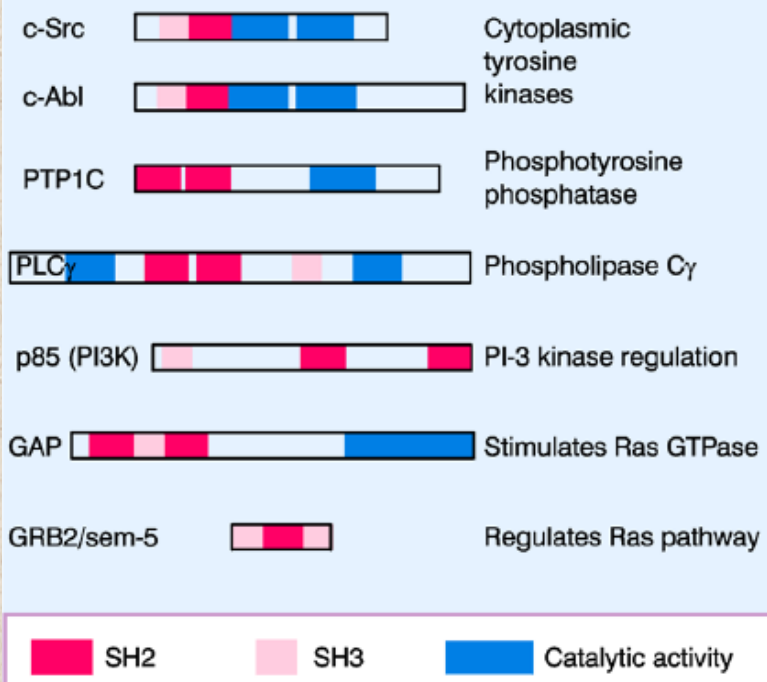 c-Src
Cytoplasmic
tyrosine
kinases
c-Abl
PTP1C
Phosphotyrosine
phosphatase
PLCγ
Phospholipase Cγ
p85 (PI3K)
PI-3 kinase regulation
GAP
Stimulates Ras GTPase
GRB2/sem-5
Regulates Ras pathway
SH2
SH3
Catalytic activity